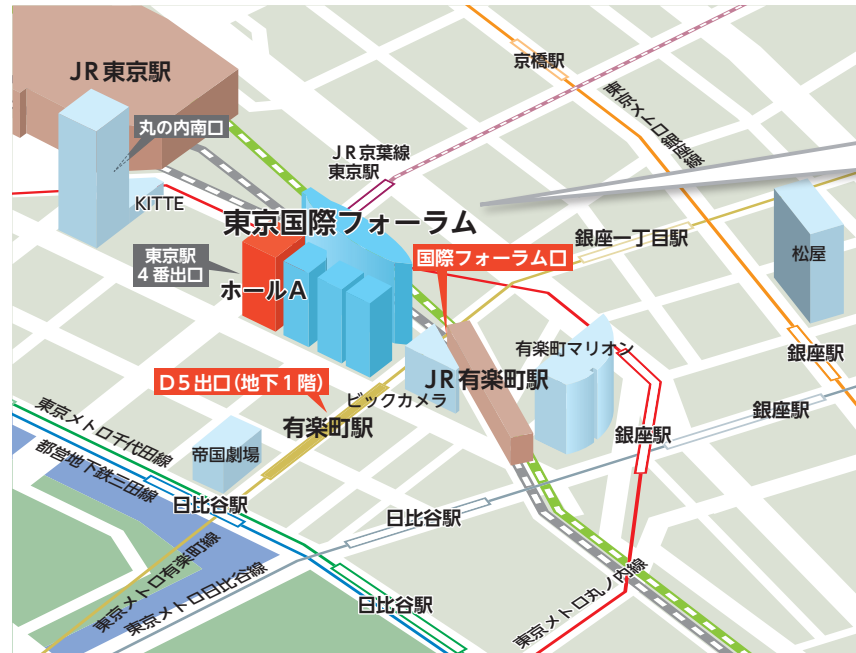 JR東京駅
丸の内南口
KITTE
京橋駅
東京メトロ銀座線
JR京葉線
東京駅
東京国際フォーラム
東京駅
4番出口
ホールA
国際フォーラム口
銀座一丁目駅
松屋
有楽町マリオン
銀座駅
JR有楽町駅
D5出口(地下1階)
ビックカメラ
有楽町駅
銀座駅
銀座駅
東京メトロ千代田線
都営地下鉄三田線
帝国劇場
日比谷駅
日比谷駅
東京メトロ有楽町線
東京メトロ日比谷線
日比谷駅
東京メトロ丸ノ内線